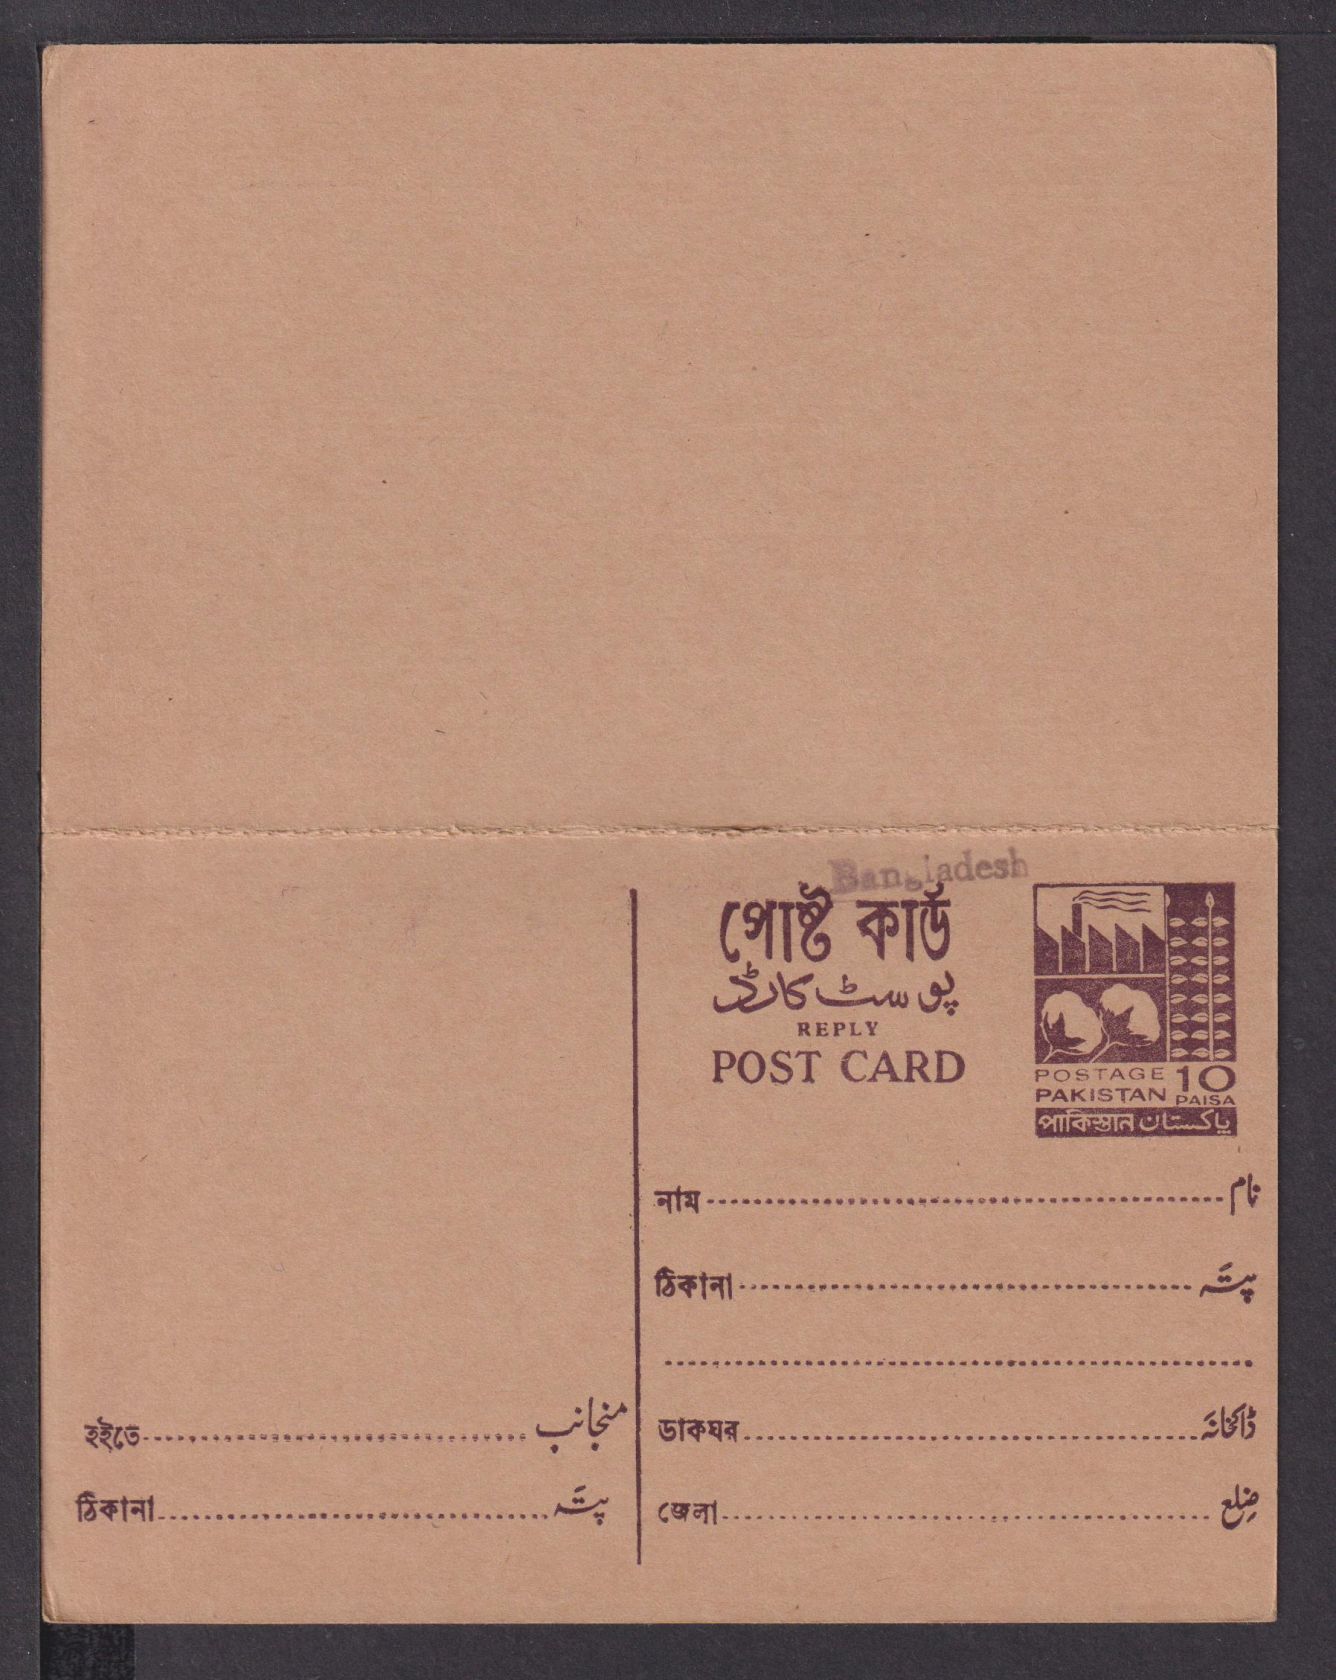 Bangladesh
পোষ্ট কার্ড
پوسٹ کارڈ
REPLY
POST CARD
POSTAGE 10
PAKISTAN PAISA
পাকিস্তান پاکستان
নাম نام
ঠিকানা پتہ
ডাকঘর ڈاکخانہ
জেলা ضلع
হইতে منجانب
ঠিকানা پتہ